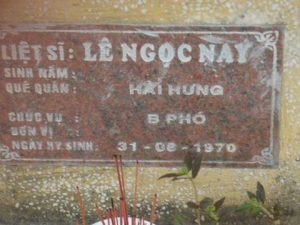 LIỆT SĨ: LÊ NGỌC NAY
SINH NĂM:
QUÊ QUÁN: HẢI HƯNG
CHỨC VỤ: B PHÓ
ĐƠN VỊ:
NGÀY HY SINH: 31-08-1970